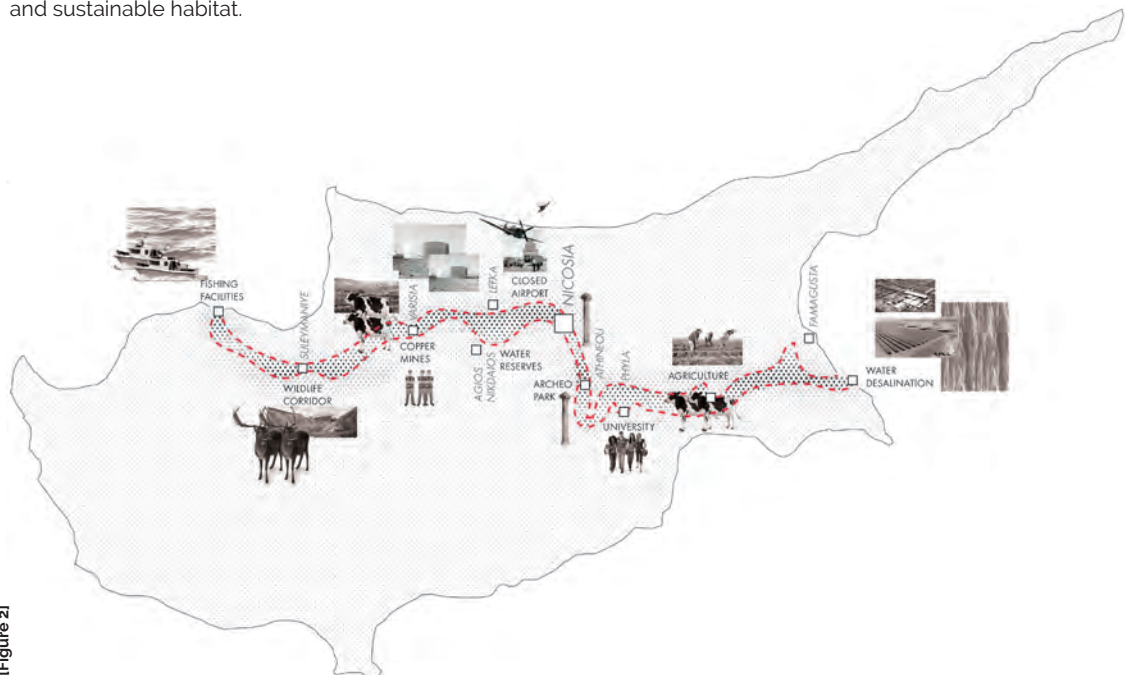 and sustainable habitat.
FISHING
FACILITIES
SULEYMANIYE
WILDLIFE
CORRIDOR
VARISIA
COPPER
MINES
LEFKA
AGIOS
NIKOAIOS
WATER
RESERVES
CLOSED
AIRPORT
NICOSIA
ARCHEO
PARK
ATHINEOU
PHYLA
UNIVERSITY
AGRICULTURE
FAMAGUSTA
WATER
DESALINATION
[Figure 2]